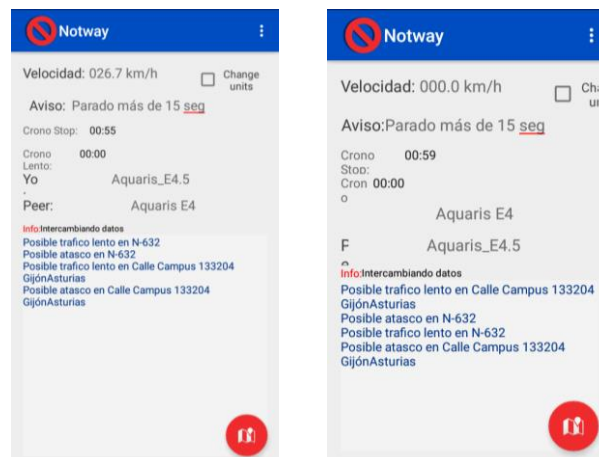 Notway
Velocidad: 026.7 km/h
Change
units
Aviso: Parado más de 15 seg
Crono Stop: 00:55
Crono 00:00
Lento:
Yo Aquaris_E4.5
:
Peer: Aquaris E4
Info:Intercambiando datos
Posible trafico lento en N-632
Posible atasco en N-632
Posible trafico lento en Calle Campus 133204
GijónAsturias
Posible atasco en Calle Campus 133204
GijónAsturias
Notway
Velocidad: 000.0 km/h
Aviso:Parado más de 15 seg
Crono 00:59
Stop:
Cron 00:00
o
Aquaris E4
Aquaris_E4.5
Info:Intercambiando datos
Posible trafico lento en Calle Campus 133204
GijónAsturias
Posible atasco en N-632
Posible trafico lento en N-632
Posible atasco en Calle Campus 133204
GijónAsturias